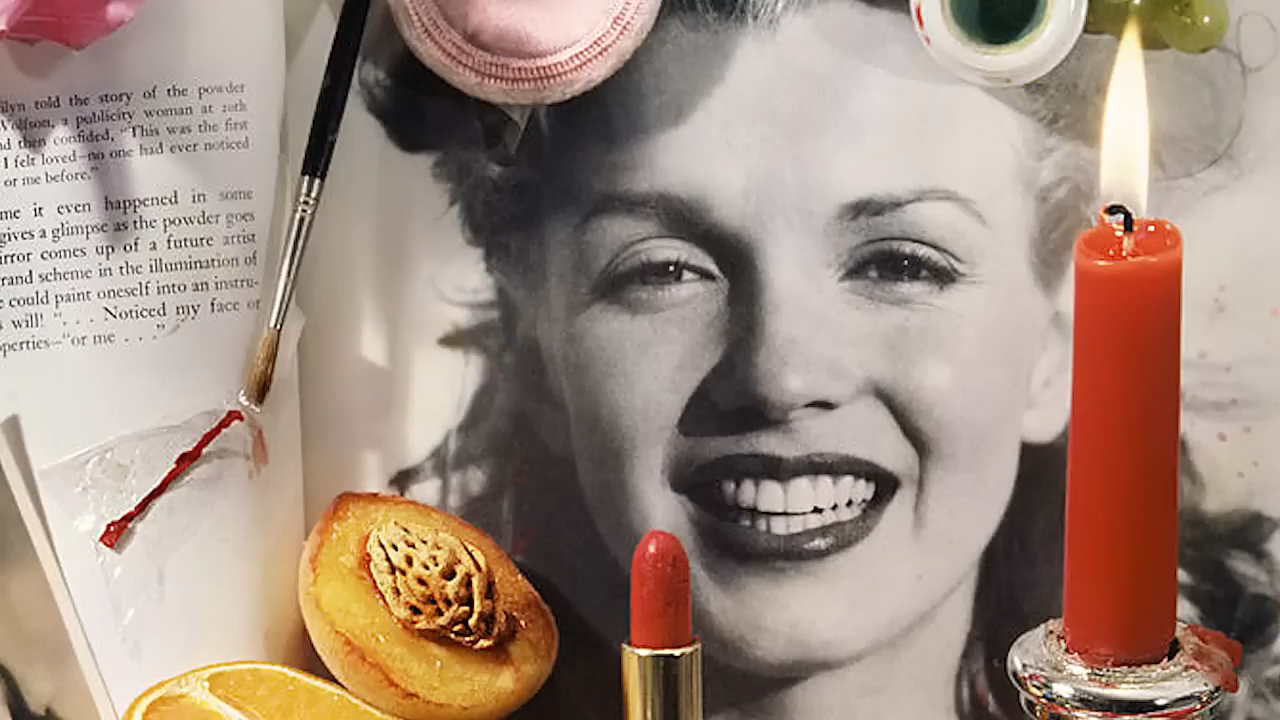 ilyn told the story of the powder
Wolfson, a publicity woman at 20th
nd then confided, "This was the first
I felt loved—no one had ever noticed
or me before."
me it even happened in some
gives a glimpse as the powder goes
irror comes up of a future artist
rand scheme in the illumination of
e could paint oneself into an instru-
s will! ". . . Noticed my face or
operties—"or me . . ."